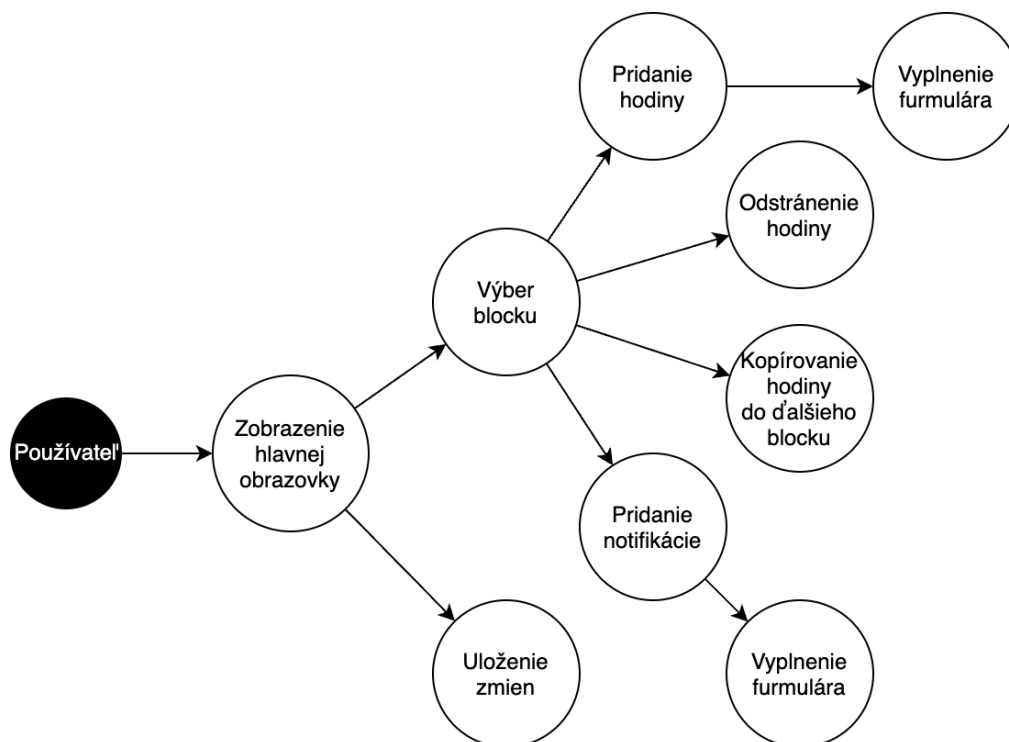 Pridanie
hodiny
Vyplnenie
furmulára
Odstránenie
hodiny
Výber
blocku
Kopírovanie
hodiny
do ďalšieho
blocku
Používateľ
Zobrazenie
hlavnej
obrazovky
Pridanie
notifikácie
Uloženie
zmien
Vyplnenie
furmulára